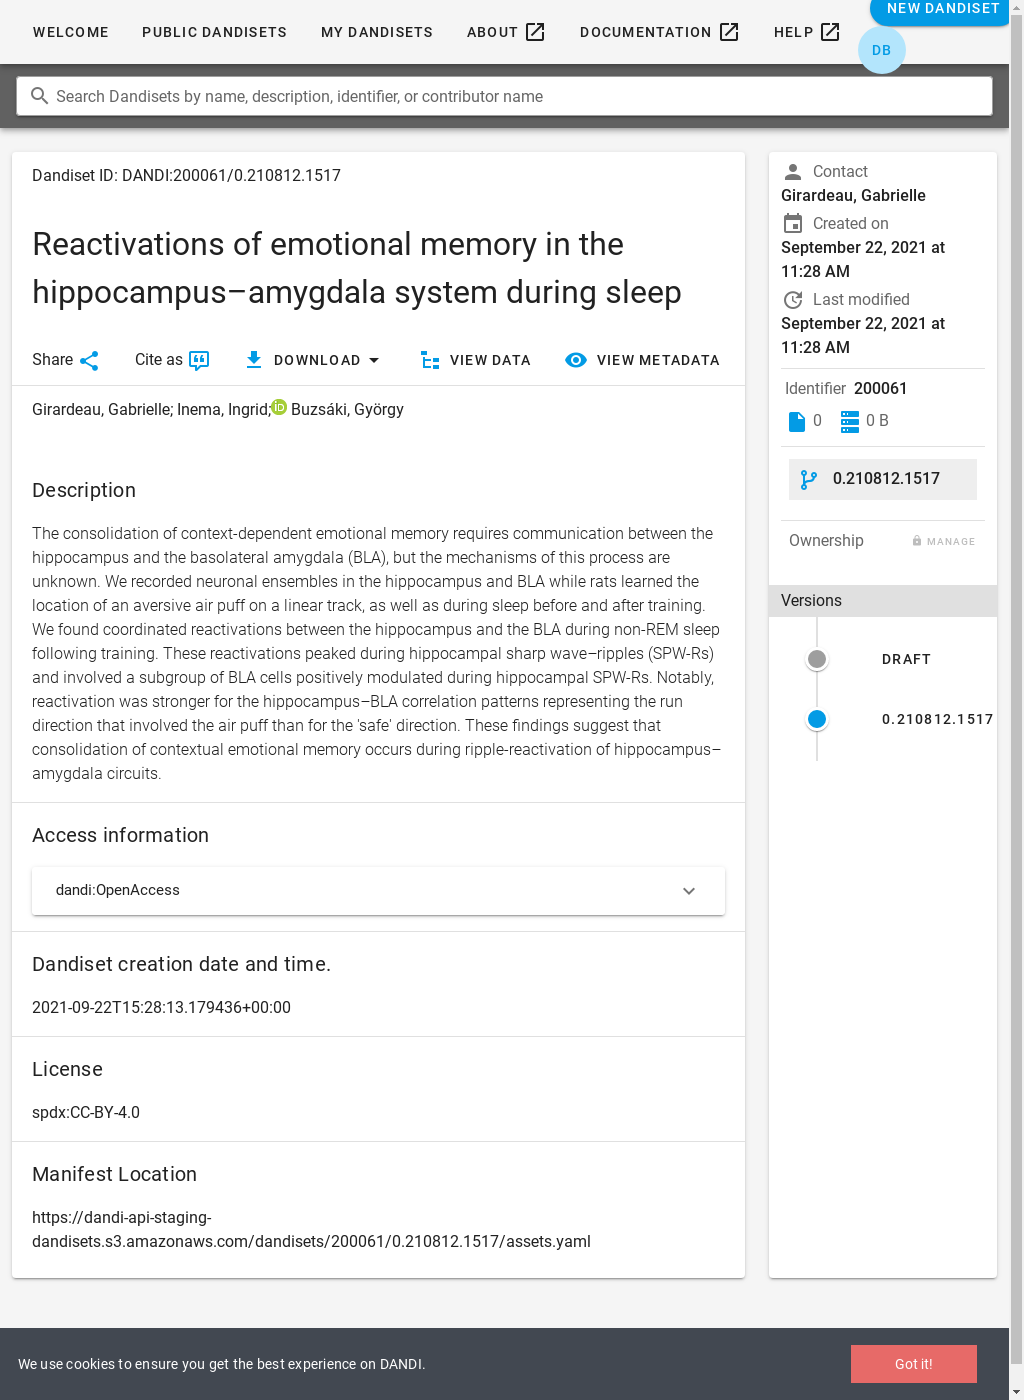 WELCOME PUBLIC DANDISETS MY DANDISETS ABOUT DOCUMENTATION HELP NEW DANDISET
DB
Search Dandisets by name, description, identifier, or contributor name
Dandiset ID: DANDI:200061/0.210812.1517
Reactivations of emotional memory in the
hippocampus–amygdala system during sleep
Share Cite as DOWNLOAD VIEW DATA VIEW METADATA
Girardeau, Gabrielle; Inema, Ingrid; iD Buzsáki, György
Description
The consolidation of context-dependent emotional memory requires communication between the
hippocampus and the basolateral amygdala (BLA), but the mechanisms of this process are
unknown. We recorded neuronal ensembles in the hippocampus and BLA while rats learned the
location of an aversive air puff on a linear track, as well as during sleep before and after training.
We found coordinated reactivations between the hippocampus and the BLA during non-REM sleep
following training. These reactivations peaked during hippocampal sharp wave–ripples (SPW-Rs)
and involved a subgroup of BLA cells positively modulated during hippocampal SPW-Rs. Notably,
reactivation was stronger for the hippocampus–BLA correlation patterns representing the run
direction that involved the air puff than for the 'safe' direction. These findings suggest that
consolidation of contextual emotional memory occurs during ripple-reactivation of hippocampus–
amygdala circuits.
Access information
dandi:OpenAccess
Dandiset creation date and time.
2021-09-22T15:28:13.179436+00:00
License
spdx:CC-BY-4.0
Manifest Location
https://dandi-api-staging-
dandisets.s3.amazonaws.com/dandisets/200061/0.210812.1517/assets.yaml
Contact
Girardeau, Gabrielle
Created on
September 22, 2021 at
11:28 AM
Last modified
September 22, 2021 at
11:28 AM
Identifier 200061
0 0 B
0.210812.1517
Ownership MANAGE
Versions
DRAFT
0.210812.1517
We use cookies to ensure you get the best experience on DANDI.
Got it!